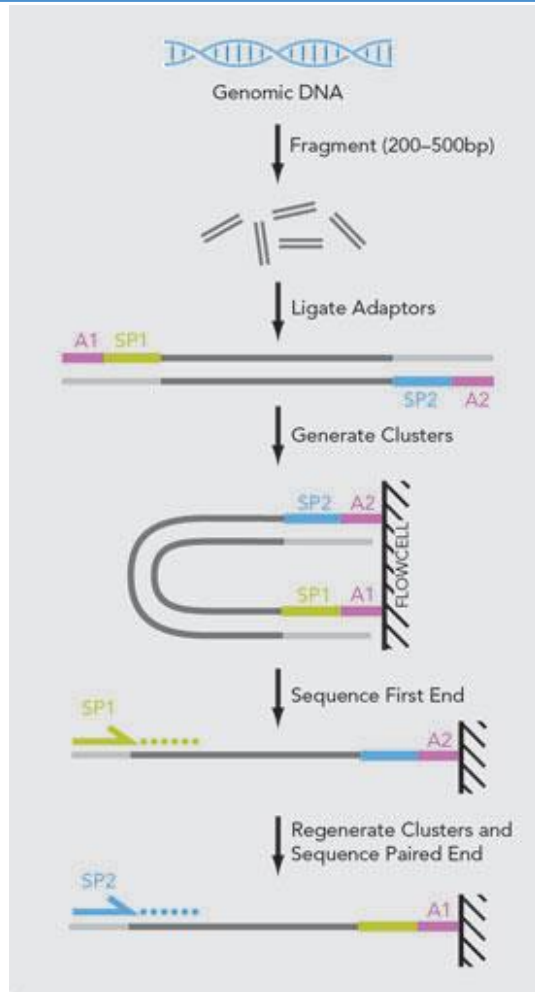 Genomic DNA
Fragment (200–500bp)
Ligate Adaptors
A1 SP1
SP2 A2
Generate Clusters
SP2 A2
FLOWCELL
SP1 A1
Sequence First End
SP1
A2
Regenerate Clusters and
Sequence Paired End
SP2
A1